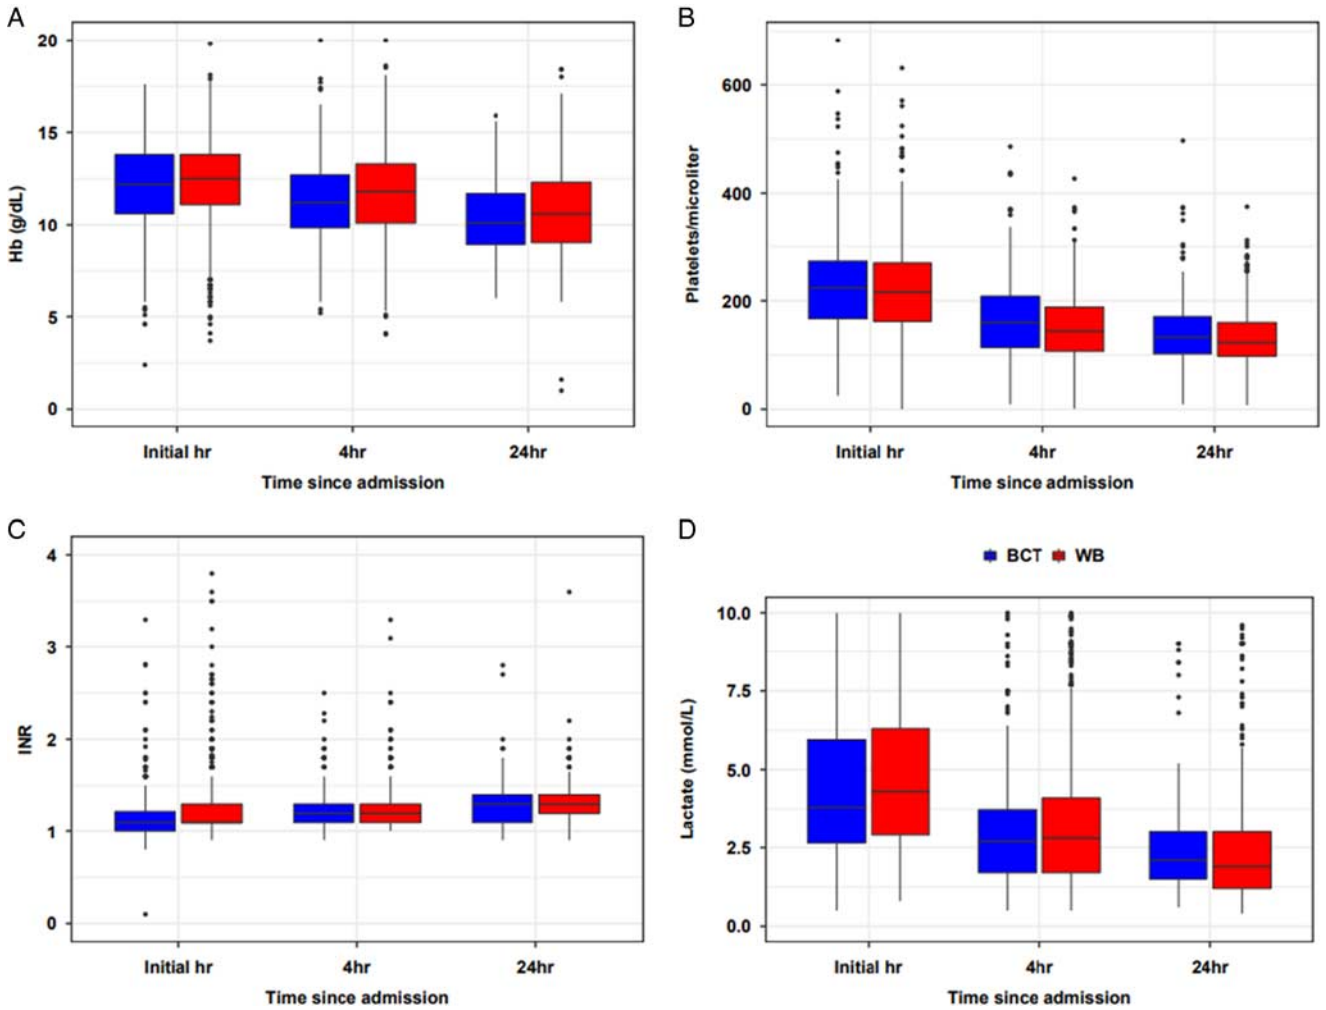 A
20
15
10
5
0
Hb (g/dL)
Initial hr 4hr 24hr
Time since admission
B
600
400
200
0
Platelets/microliter
Initial hr 4hr 24hr
Time since admission
C
4
3
2
1
0
INR
Initial hr 4hr 24hr
Time since admission
D
BCT WB
10.0
7.5
5.0
2.5
0.0
Lactate (mmol/L)
Initial hr 4hr 24hr
Time since admission